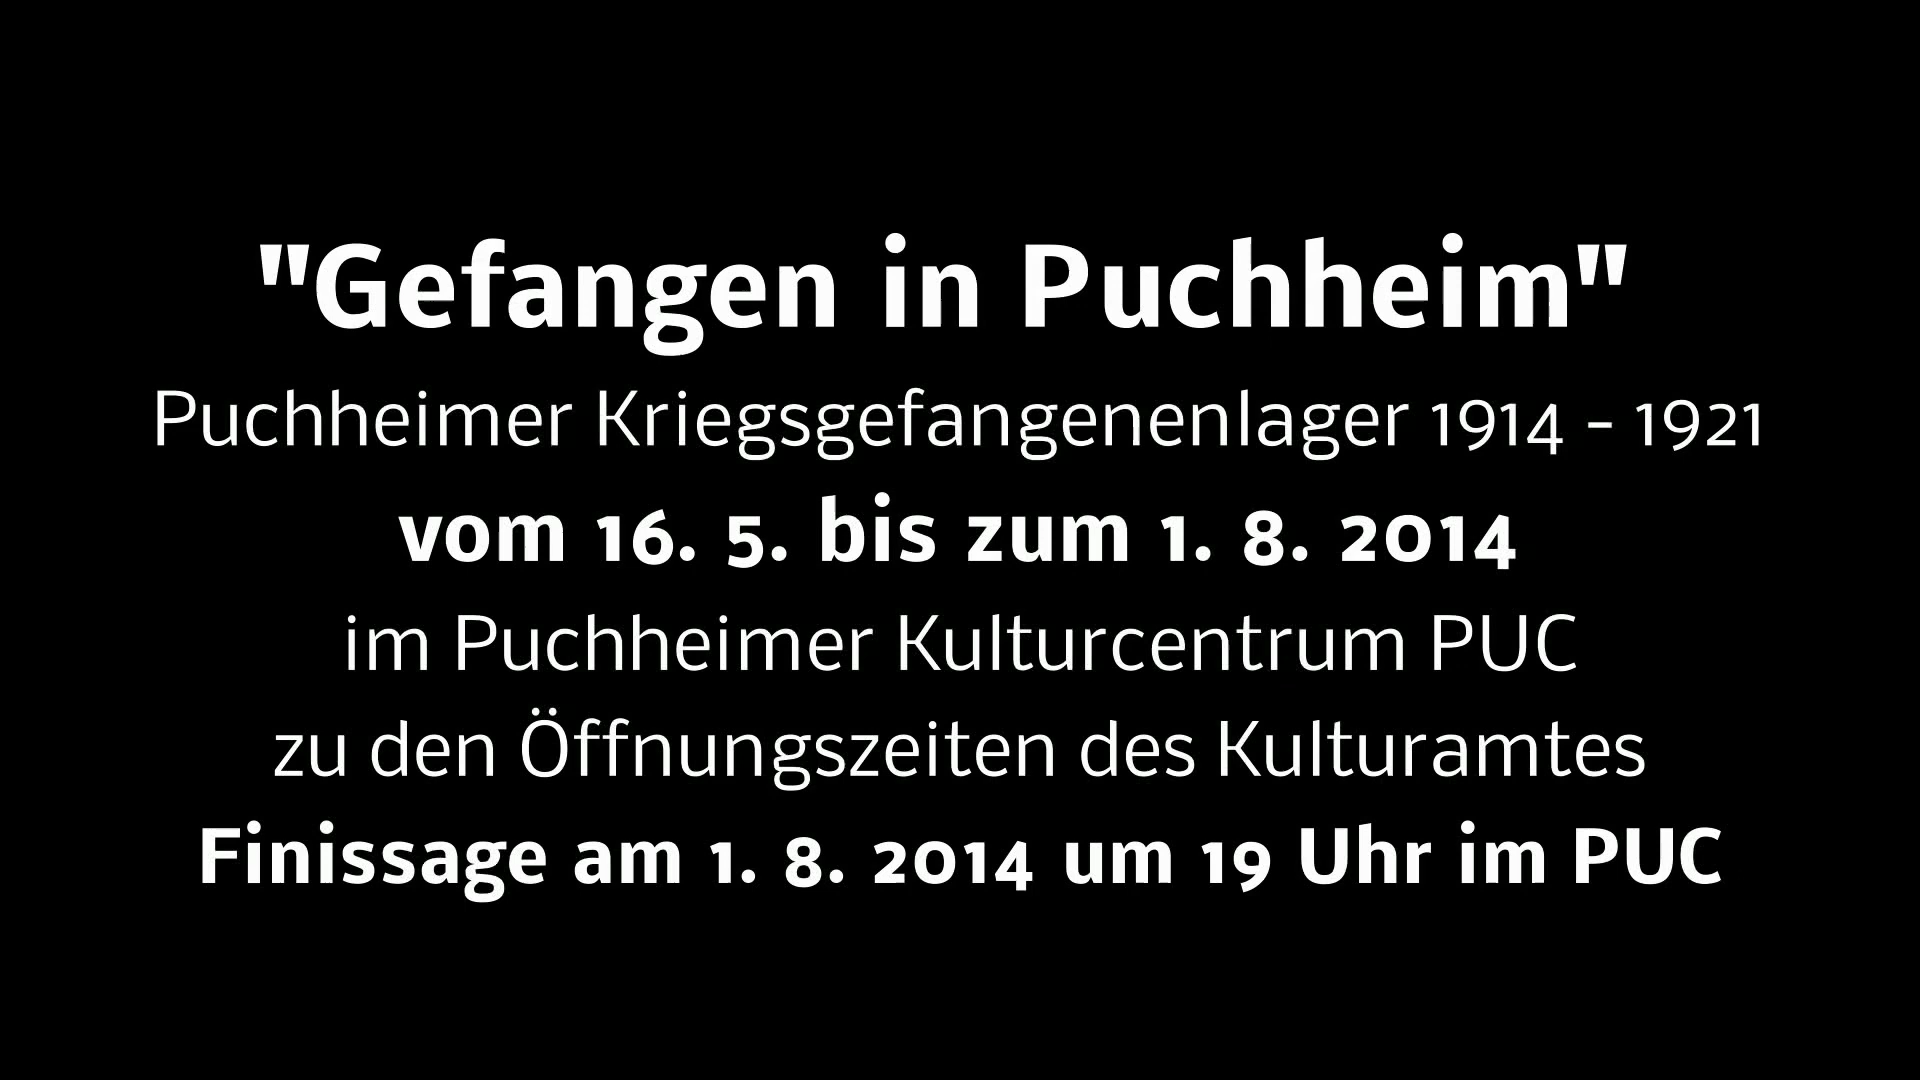 "Gefangen in Puchheim"
Puchheimer Kriegsgefangenenlager 1914 - 1921
vom 16. 5. bis zum 1. 8. 2014
im Puchheimer Kulturcentrum PUC
zu den Öffnungszeiten des Kulturamtes
Finissage am 1. 8. 2014 um 19 Uhr im PUC